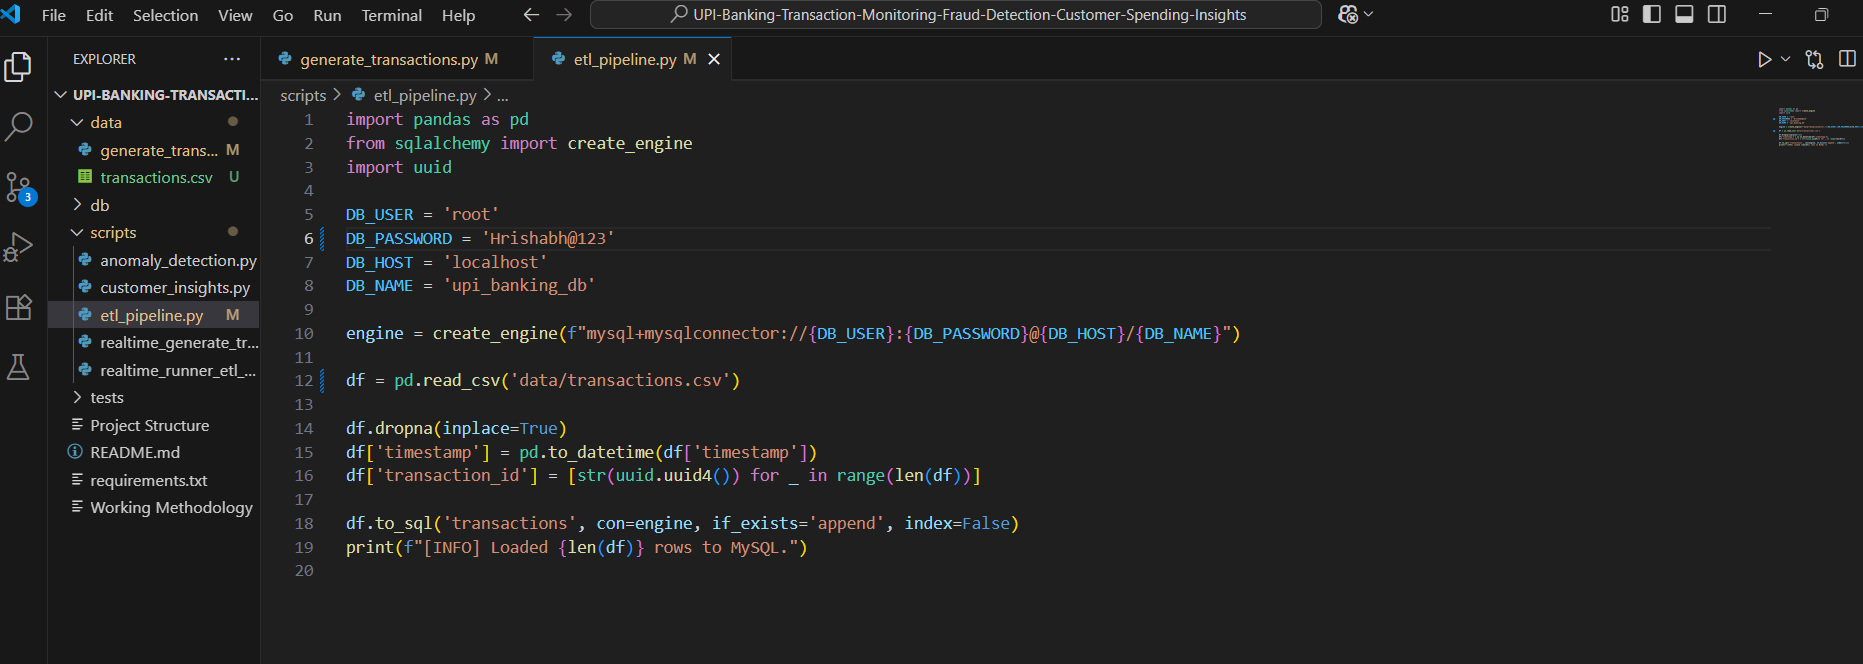 File Edit Selection View Go Run Terminal Help
UPI-Banking-Transaction-Monitoring-Fraud-Detection-Customer-Spending-Insights
EXPLORER ...
UPI-BANKING-TRANSACTI...
data
generate_trans... M
transactions.csv U
db
scripts
anomaly_detection.py
customer_insights.py
etl_pipeline.py M
realtime_generate_tr...
realtime_runner_etl_...
tests
Project Structure
README.md
requirements.txt
Working Methodology
3
generate_transactions.py M
etl_pipeline.py M
scripts > etl_pipeline.py > ...
1 import pandas as pd
2 from sqlalchemy import create_engine
3 import uuid
4
5 DB_USER = 'root'
6 DB_PASSWORD = 'Hrishabh@123'
7 DB_HOST = 'localhost'
8 DB_NAME = 'upi_banking_db'
9
10 engine = create_engine(f"mysql+mysqlconnector://{DB_USER}:{DB_PASSWORD}@{DB_HOST}/{DB_NAME}")
11
12 df = pd.read_csv('data/transactions.csv')
13
14 df.dropna(inplace=True)
15 df['timestamp'] = pd.to_datetime(df['timestamp'])
16 df['transaction_id'] = [str(uuid.uuid4()) for _ in range(len(df))]
17
18 df.to_sql('transactions', con=engine, if_exists='append', index=False)
19 print(f"[INFO] Loaded {len(df)} rows to MySQL.")
20